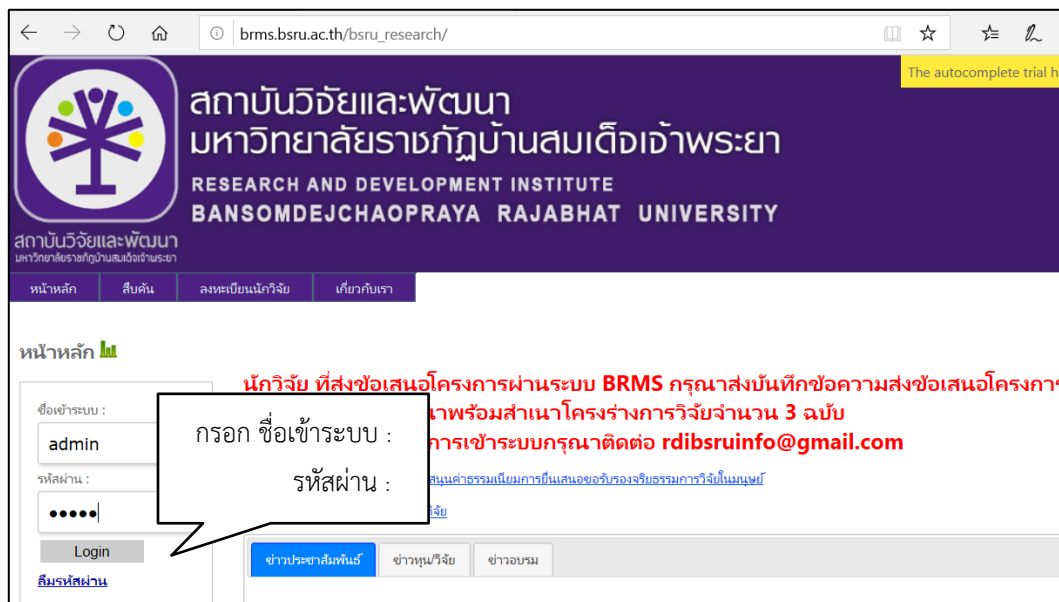 brms.bsru.ac.th/bsru_research/
The autocomplete trial h
สถาบันวิจัยและพัฒนา
มหาวิทยาลัยราชภัฏบ้านสมเด็จเจ้าพระยา
RESEARCH AND DEVELOPMENT INSTITUTE
BANSOMDEJCHAOPRAYA RAJABHAT UNIVERSITY
สถาบันวิจัยและพัฒนา
มหาวิทยาลัยราชภัฏบ้านสมเด็จเจ้าพระยา
หน้าหลัก สืบค้น ลงทะเบียนนักวิจัย เกี่ยวกับเรา
หน้าหลัก
นักวิจัย ที่ส่งข้อเสนอโครงการผ่านระบบ BRMS กรุณาส่งบันทึกข้อความส่งข้อเสนอโครงการ
นาพร้อมสำเนาโครงร่างการวิจัยจำนวน 3 ฉบับ
การเข้าระบบกรุณาติดต่อ rdibsruinfo@gmail.com
สนุนค่าธรรมเนียมการยื่นเสนอขอรับรองจริยธรรมการวิจัยในมนุษย์
ชื่อเข้าระบบ :
admin
รหัสผ่าน :
•••••
Login
ลืมรหัสผ่าน
กรอก ชื่อเข้าระบบ :
รหัสผ่าน :
ข่าวประชาสัมพันธ์ ข่าวทุน/วิจัย ข่าวอบรม